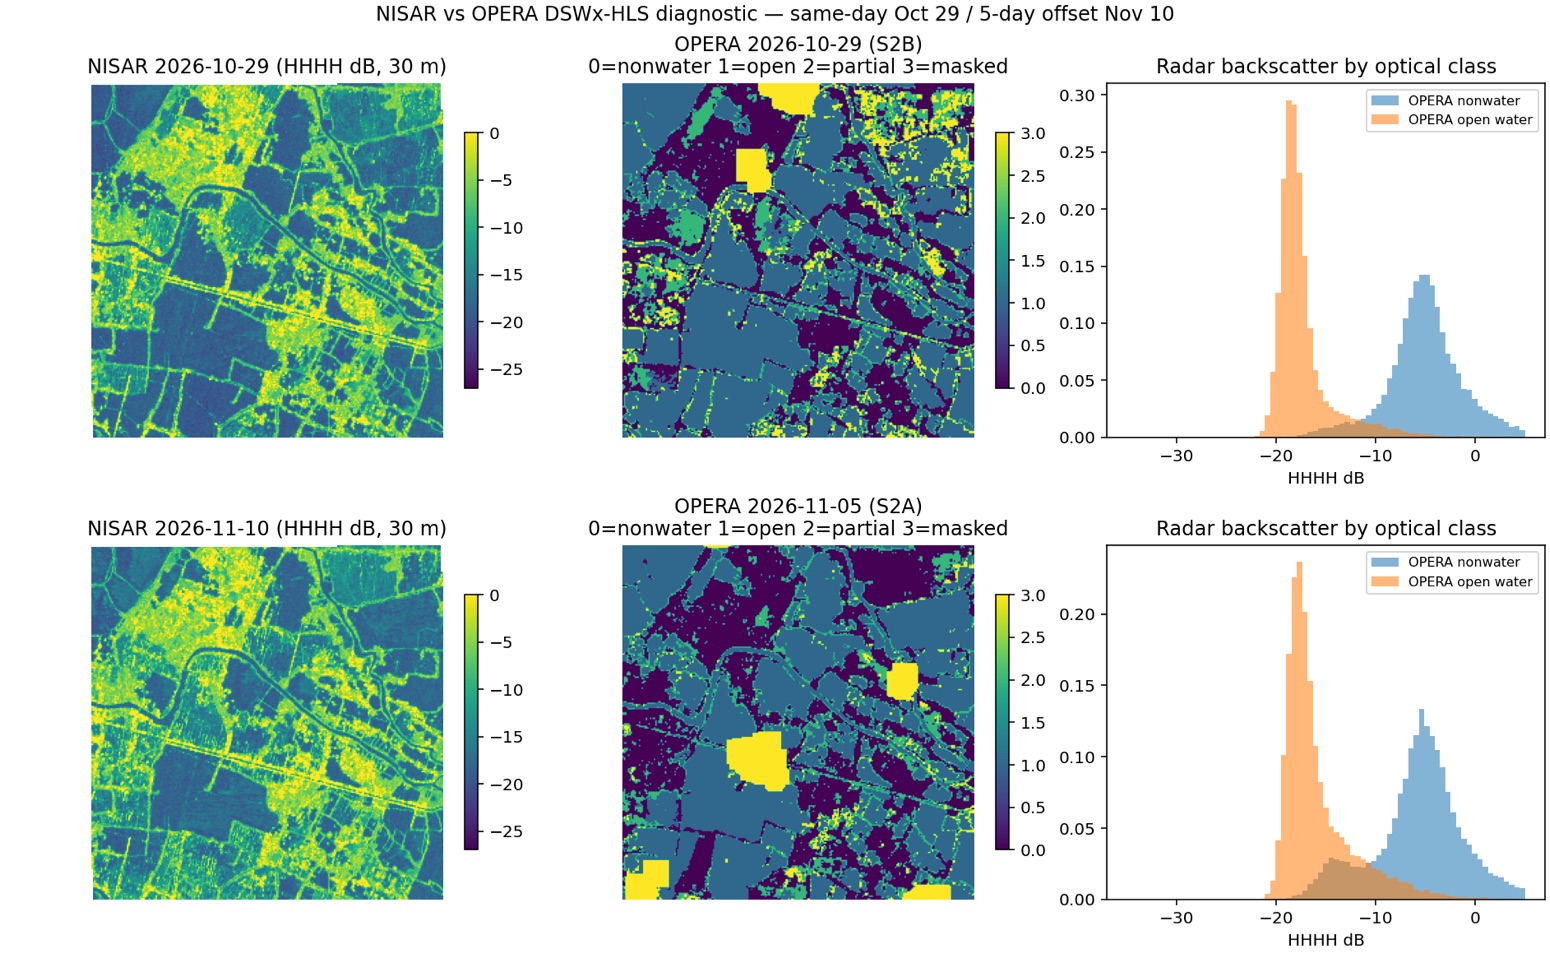 NISAR vs OPERA DSWx-HLS diagnostic — same-day Oct 29 / 5-day offset Nov 10
NISAR 2026-10-29 (HHHH dB, 30 m)
0
−5
−10
−15
−20
−25
OPERA 2026-10-29 (S2B)
0=nonwater 1=open 2=partial 3=masked
3.0
2.5
2.0
1.5
1.0
0.5
0.0
Radar backscatter by optical class
OPERA nonwater
OPERA open water
0.30
0.25
0.20
0.15
0.10
0.05
0.00
−30 −20 −10 0
HHHH dB
NISAR 2026-11-10 (HHHH dB, 30 m)
0
−5
−10
−15
−20
−25
OPERA 2026-11-05 (S2A)
0=nonwater 1=open 2=partial 3=masked
3.0
2.5
2.0
1.5
1.0
0.5
0.0
Radar backscatter by optical class
OPERA nonwater
OPERA open water
0.20
0.15
0.10
0.05
0.00
−30 −20 −10 0
HHHH dB